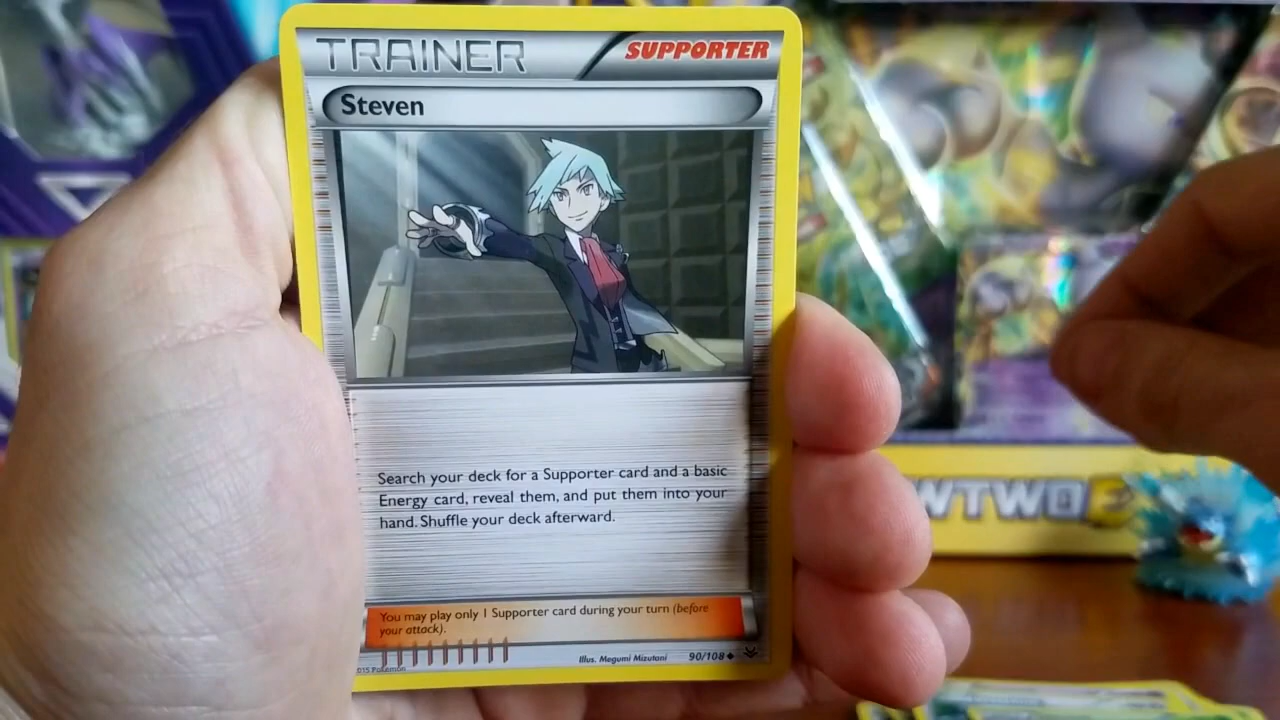 TRAINER SUPPORTER
Steven
Search your deck for a Supporter card and a basic
Energy card, reveal them, and put them into your
hand. Shuffle your deck afterward.
You may play only 1 Supporter card during your turn (before
your attack).
Illus. Megumi Mizutani 90/108
015 Pokémon
WTWO